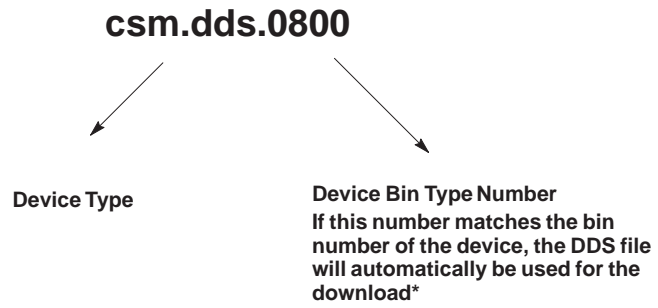 csm.dds.0800
Device Type
Device Bin Type Number
If this number matches the bin
number of the device, the DDS file
will automatically be used for the
download*